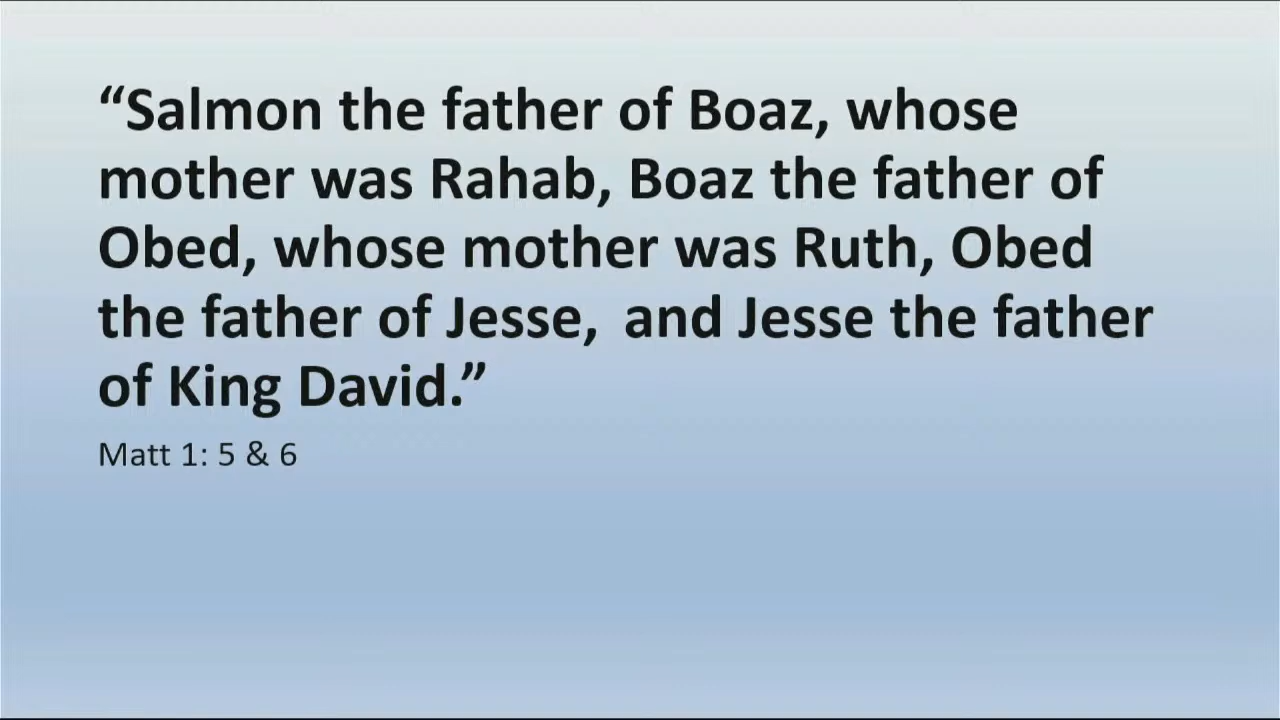 “Salmon the father of Boaz, whose
mother was Rahab, Boaz the father of
Obed, whose mother was Ruth, Obed
the father of Jesse,  and Jesse the father
of King David.”
Matt 1: 5 & 6